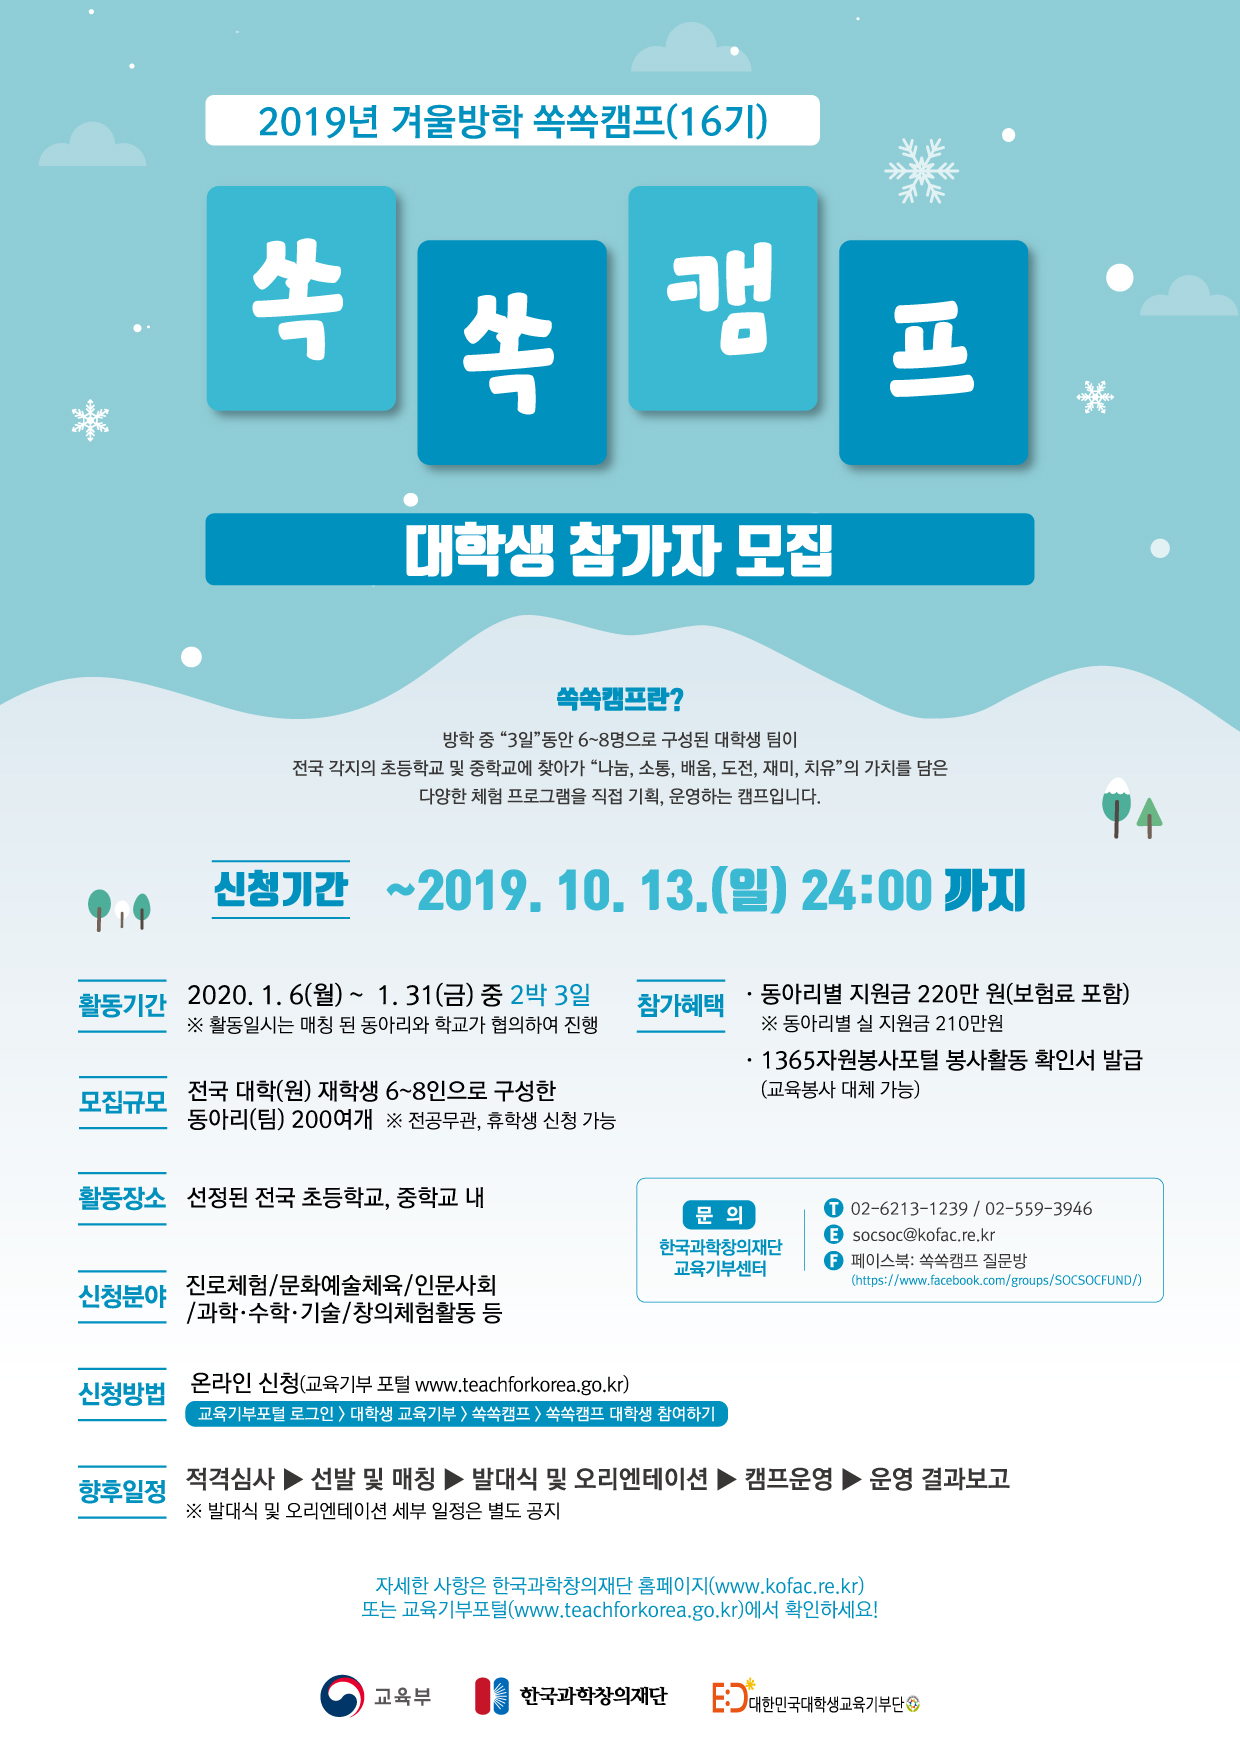 2019년 겨울방학 쏙쏙캠프(16기)
쏙쏙캠프
대학생 참가자 모집
쏙쏙캠프란?
방학 중 “3일”동안 6~8명으로 구성된 대학생 팀이
전국 각지의 초등학교 및 중학교에 찾아가 “나눔, 소통, 배움, 도전, 재미, 치유”의 가치를 담은
다양한 체험 프로그램을 직접 기획, 운영하는 캠프입니다.
신청기간 ~2019. 10. 13.(일) 24:00 까지
활동기간
2020. 1. 6(월) ~ 1. 31(금) 중 2박 3일
※ 활동일시는 매칭 된 동아리와 학교가 협의하여 진행
모집규모
전국 대학(원) 재학생 6~8인으로 구성한
동아리(팀) 200여개 ※ 전공무관, 휴학생 신청 가능
활동장소
선정된 전국 초등학교, 중학교 내
신청분야
진로체험/문화예술체육/인문사회
/과학·수학·기술/창의체험활동 등
참가혜택
· 동아리별 지원금 220만 원(보험료 포함)
※ 동아리별 실 지원금 210만원
· 1365자원봉사포털 봉사활동 확인서 발급
(교육봉사 대체 가능)
문 의
한국과학창의재단
교육기부센터
T 02-6213-1239 / 02-559-3946
E socsoc@kofac.re.kr
F 페이스북: 쏙쏙캠프 질문방
(https://www.facebook.com/groups/SOCSOCFUND/)
신청방법
온라인 신청(교육기부 포털 www.teachforkorea.go.kr)
교육기부포털 로그인 > 대학생 교육기부 > 쏙쏙캠프 > 쏙쏙캠프 대학생 참여하기
향후일정
적격심사 ▶ 선발 및 매칭 ▶ 발대식 및 오리엔테이션 ▶ 캠프운영 ▶ 운영 결과보고
※ 발대식 및 오리엔테이션 세부 일정은 별도 공지
자세한 사항은 한국과학창의재단 홈페이지(www.kofac.re.kr)
또는 교육기부포털(www.teachforkorea.go.kr)에서 확인하세요!
교육부
한국과학창의재단
대한민국대학생교육기부단